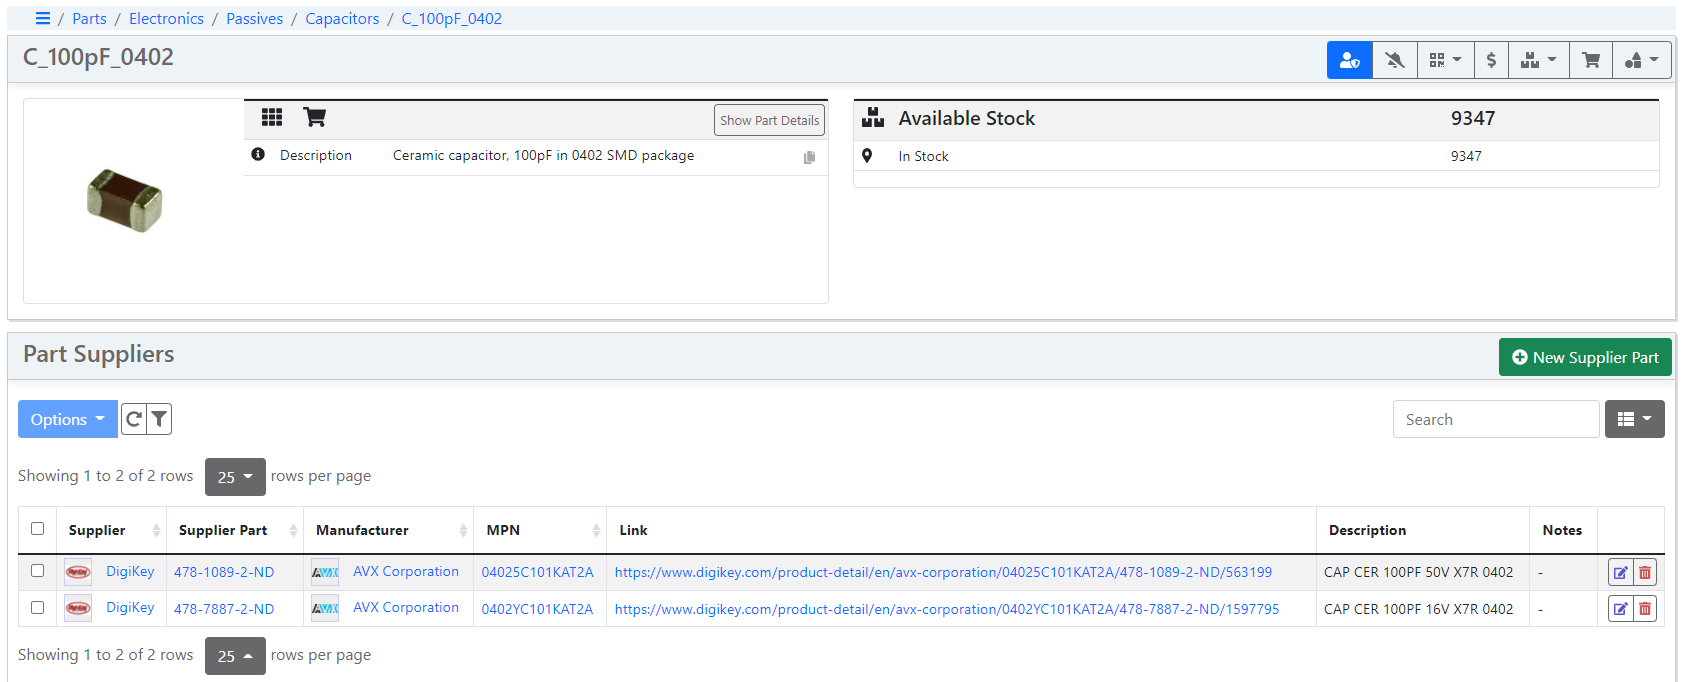 / Parts / Electronics / Passives / Capacitors / C_100pF_0402
C_100pF_0402
$
Show Part Details
Description Ceramic capacitor, 100pF in 0402 SMD package
Available Stock 9347
In Stock 9347
Part Suppliers
New Supplier Part
Options
Search
Showing 1 to 2 of 2 rows 25 rows per page
Supplier Supplier Part Manufacturer MPN Link Description Notes
DigiKey 478-1089-2-ND AVX AVX Corporation 04025C101KAT2A https://www.digikey.com/product-detail/en/avx-corporation/04025C101KAT2A/478-1089-2-ND/563199 CAP CER 100PF 50V X7R 0402 -
DigiKey 478-7887-2-ND AVX AVX Corporation 0402YC101KAT2A https://www.digikey.com/product-detail/en/avx-corporation/0402YC101KAT2A/478-7887-2-ND/1597795 CAP CER 100PF 16V X7R 0402 -
Showing 1 to 2 of 2 rows 25 rows per page